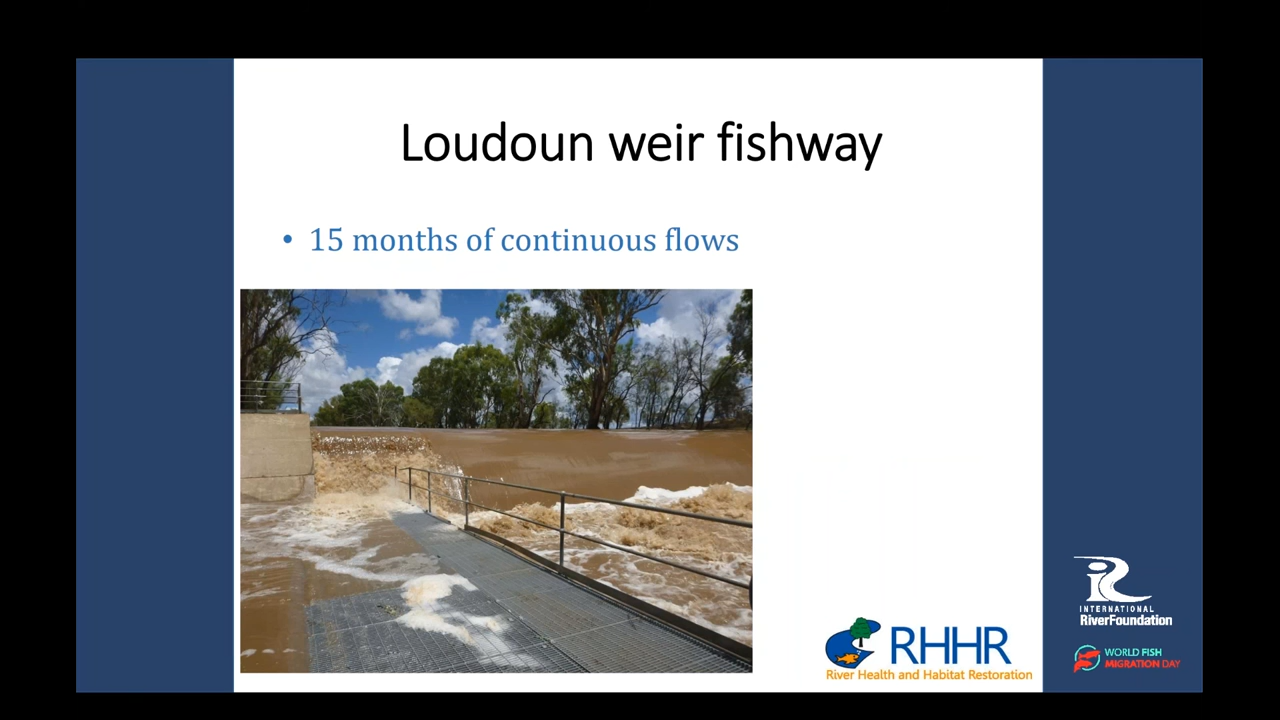 Loudoun weir fishway
• 15 months of continuous flows
RHHR
River Health and Habitat Restoration
INTERNATIONAL
RiverFoundation
WORLD FISH
MIGRATION DAY